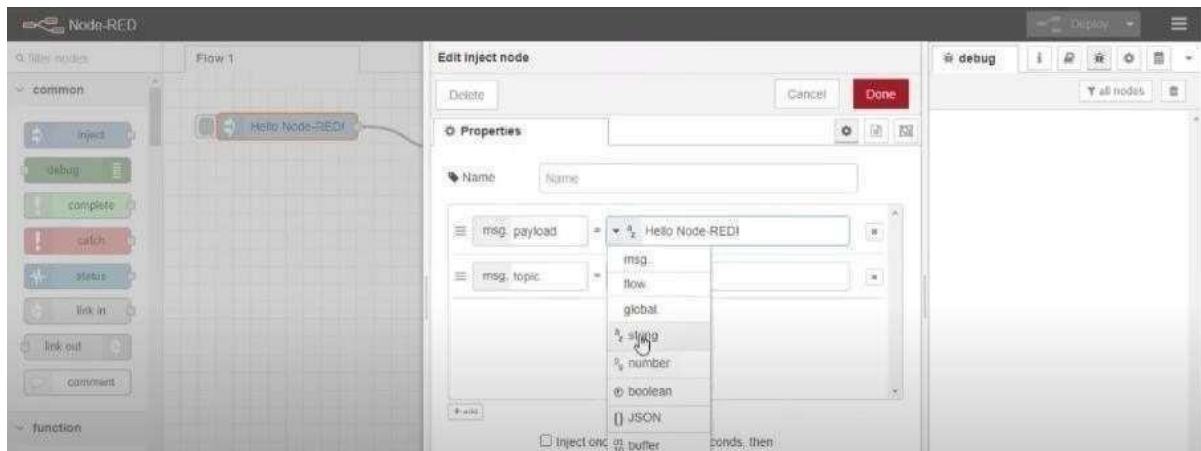 Node-RED
Deploy
filter nodes
Flow 1
Edit inject node
debug
common
Delete
Cancel
Done
all nodes
inject
Hello Node-RED!
Properties
debug
Name
Name
complete
msg. payload = Hello Node-RED!
catch
msg.
status
msg. topic =
flow
link in
global
string
link out
number
comment
boolean
add
{} JSON
function
Inject onc
buffer
conds, then